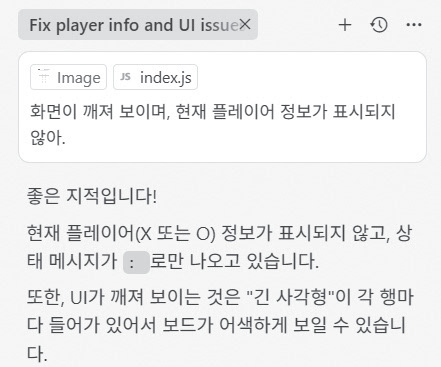 Fix player info and UI issue
Image JS index.js
화면이 깨져 보이며, 현재 플레이어 정보가 표시되지
않아.
좋은 지적입니다!
현재 플레이어(X 또는 O) 정보가 표시되지 않고, 상
태 메시지가 : 로만 나오고 있습니다.
또한, UI가 깨져 보이는 것은 "긴 사각형"이 각 행마
다 들어가 있어서 보드가 어색하게 보일 수 있습니
다.